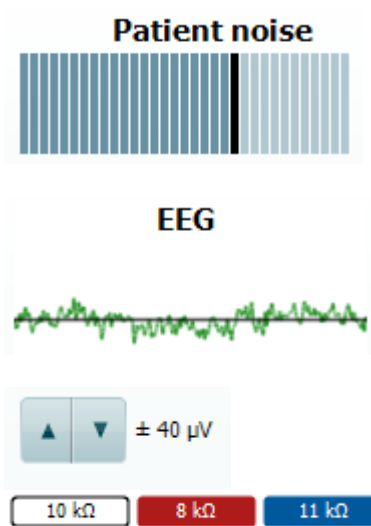 Patient noise
EEG
± 40 µV
10 kΩ 8 kΩ 11 kΩ